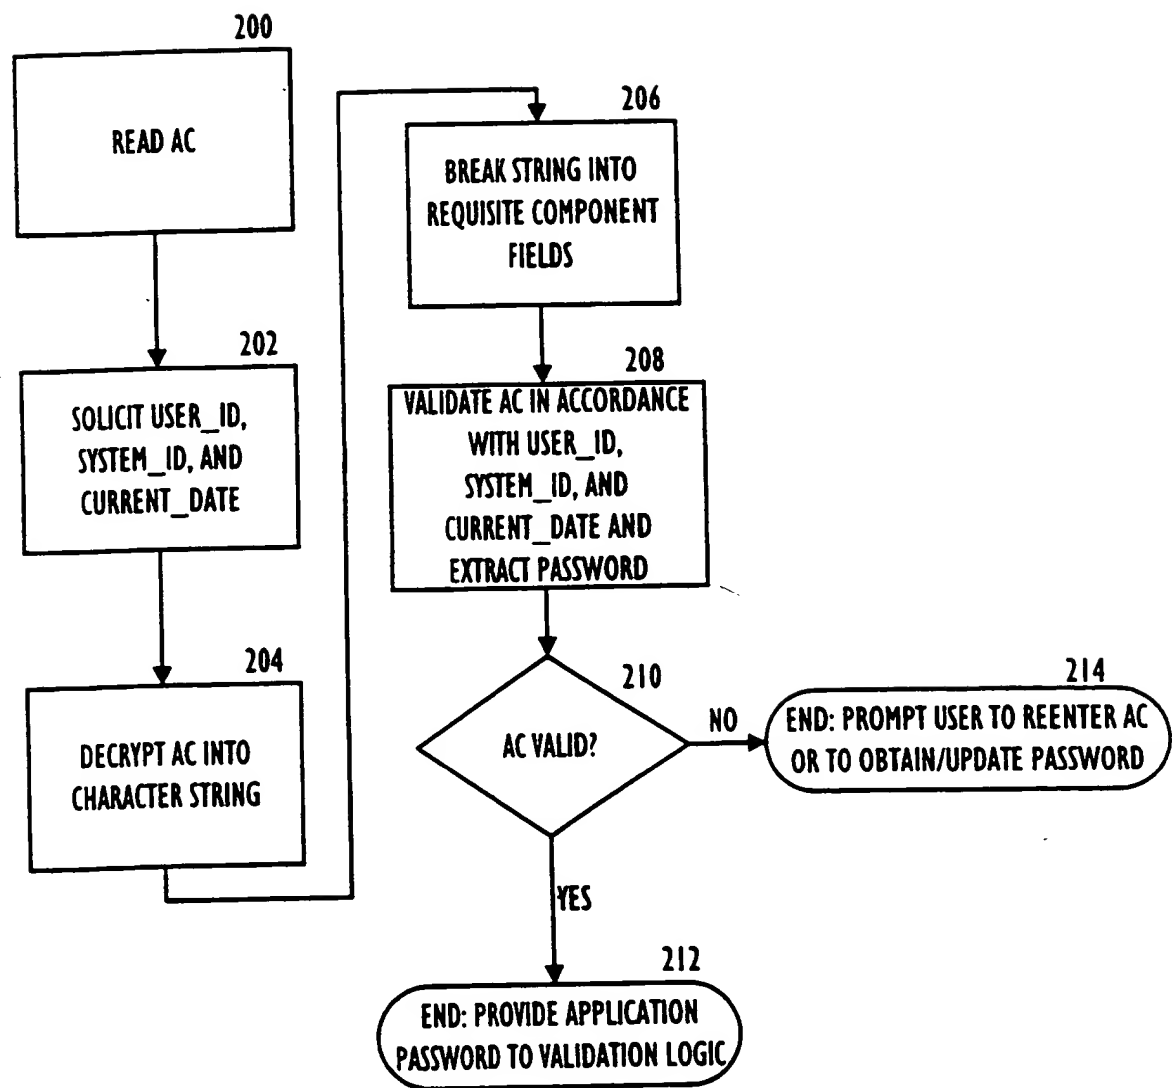 200
READ AC
202
SOLICIT USER_ID,
SYSTEM_ID, AND
CURRENT_DATE
204
DECRYPT AC INTO
CHARACTER STRING
206
BREAK STRING INTO
REQUISITE COMPONENT
FIELDS
208
VALIDATE AC IN ACCORDANCE
WITH USER_ID,
SYSTEM_ID, AND
CURRENT_DATE AND
EXTRACT PASSWORD
210
AC VALID?
NO
214
END: PROMPT USER TO REENTER AC
OR TO OBTAIN/UPDATE PASSWORD
YES
212
END: PROVIDE APPLICATION
PASSWORD TO VALIDATION LOGIC